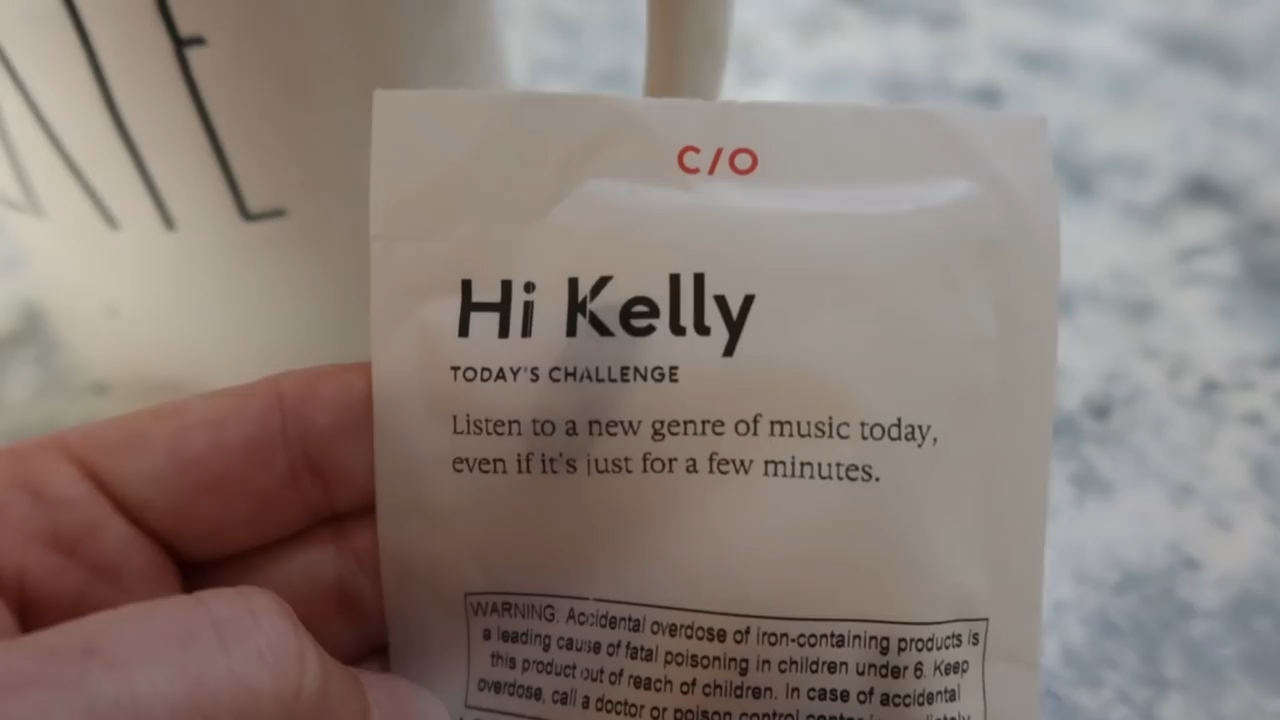 C/O
Hi Kelly
TODAY'S CHALLENGE
Listen to a new genre of music today,
even if it's just for a few minutes.
WARNING: Accidental overdose of iron-containing products is
a leading cause of fatal poisoning in children under 6. Keep
this product out of reach of children. In case of accidental
overdose, call a doctor or poison control center immediately